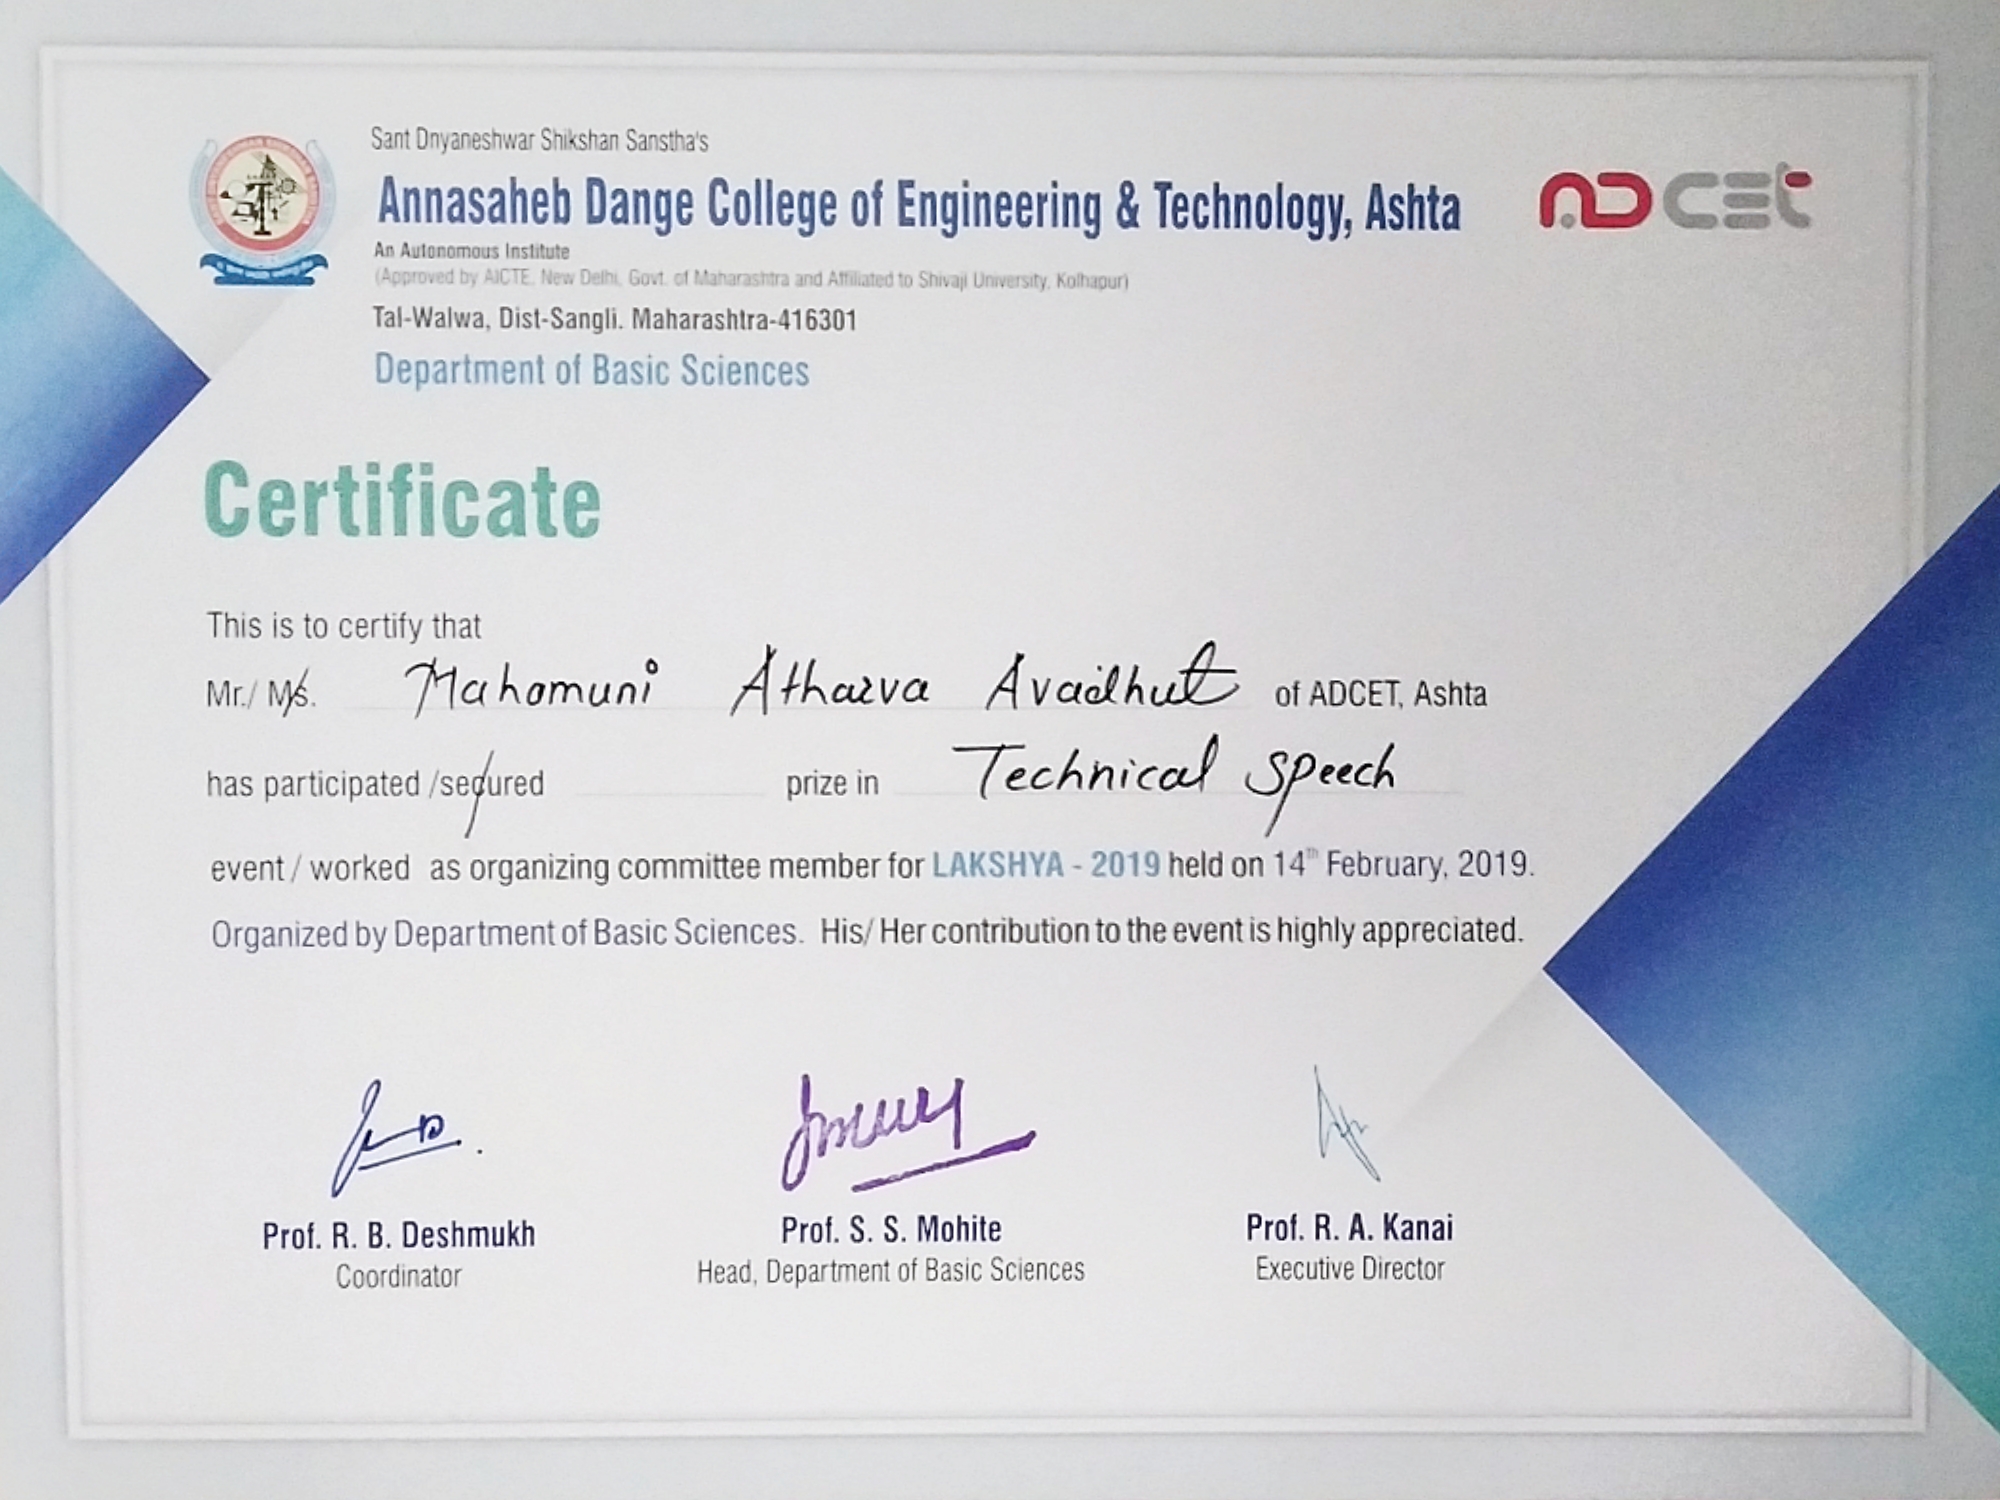 Sant Dnyaneshwar Shikshan Sanstha's
Annasaheb Dange College of Engineering & Technology, Ashta
ADCET
An Autonomous Institute
(Approved by AICTE, New Delhi, Govt. of Maharashtra and Affiliated to Shivaji University, Kolhapur)
Tal-Walwa, Dist-Sangli. Maharashtra-416301
Department of Basic Sciences
Certificate
This is to certify that
Mr./ Ms. Mahamuni Atharva Avadhut of ADCET, Ashta
has participated /secured prize in Technical speech
event / worked as organizing committee member for LAKSHYA - 2019 held on 14th February, 2019.
Organized by Department of Basic Sciences. His/ Her contribution to the event is highly appreciated.
Prof. R. B. Deshmukh
Coordinator
Prof. S. S. Mohite
Head, Department of Basic Sciences
Prof. R. A. Kanai
Executive Director